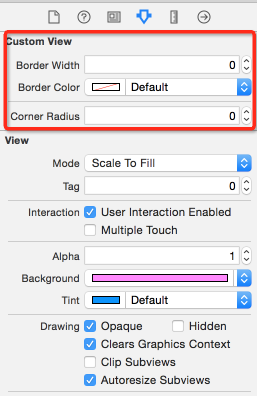 Custom View
Border Width 0
Border Color Default
Corner Radius 0
View
Mode Scale To Fill
Tag 0
Interaction User Interaction Enabled
Multiple Touch
Alpha 1
Background
Tint Default
Drawing Opaque Hidden
Clears Graphics Context
Clip Subviews
Autoresize Subviews